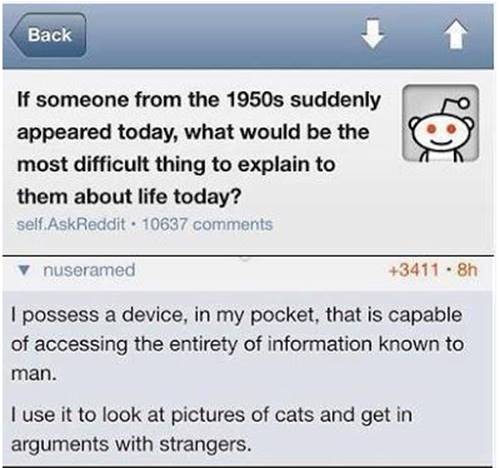 Back
If someone from the 1950s suddenly
appeared today, what would be the
most difficult thing to explain to
them about life today?
self.AskReddit • 10637 comments
nuseramed
+3411 • 8h
I possess a device, in my pocket, that is capable
of accessing the entirety of information known to
man.
I use it to look at pictures of cats and get in
arguments with strangers.